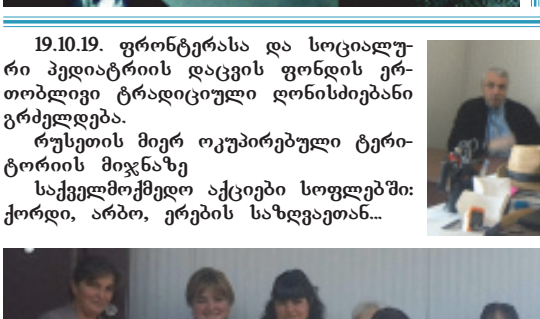 19.10.19. ფრონტერასა და სოციალუ-
რი პედიატრიის დაცვის ფონდის ერ-
თობლივი ტრადიციული ღონისძიებანი
გრძელდება.
რუსეთის მიერ ოკუპირებული ტერი-
ტორიის მიჯნაზე
საქველმოქმედო აქციები სოფლებში:
ქორდი, არბო, ერების საზღვაეთან...